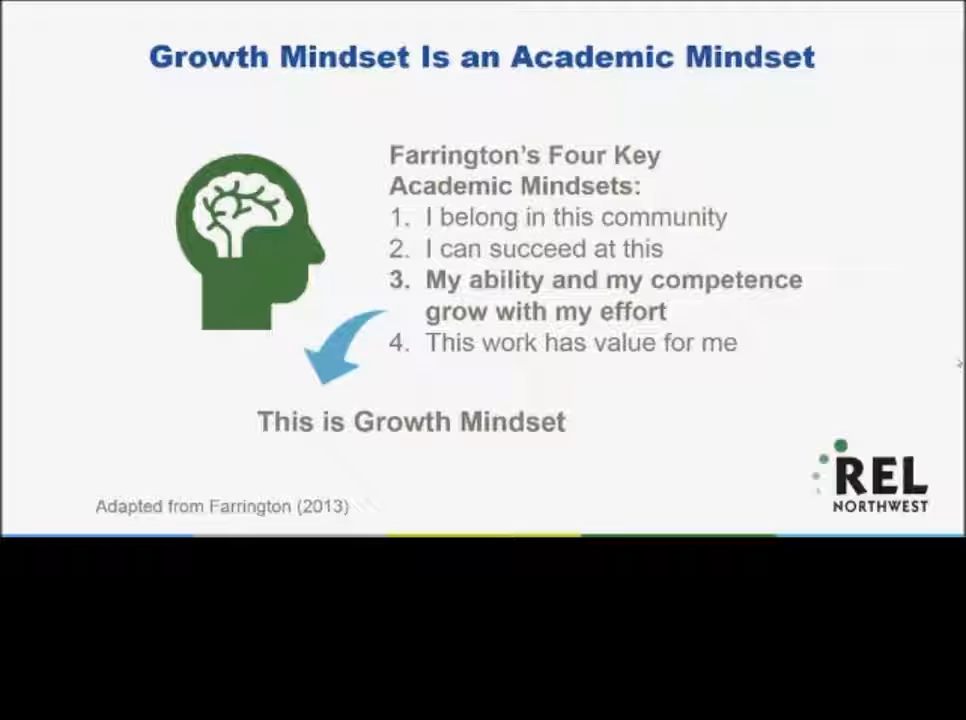 Growth Mindset Is an Academic Mindset
Farrington's Four Key
Academic Mindsets:
1. I belong in this community
2. I can succeed at this
3. My ability and my competence
grow with my effort
4. This work has value for me
This is Growth Mindset
Adapted from Farrington (2013)
REL
NORTHWEST